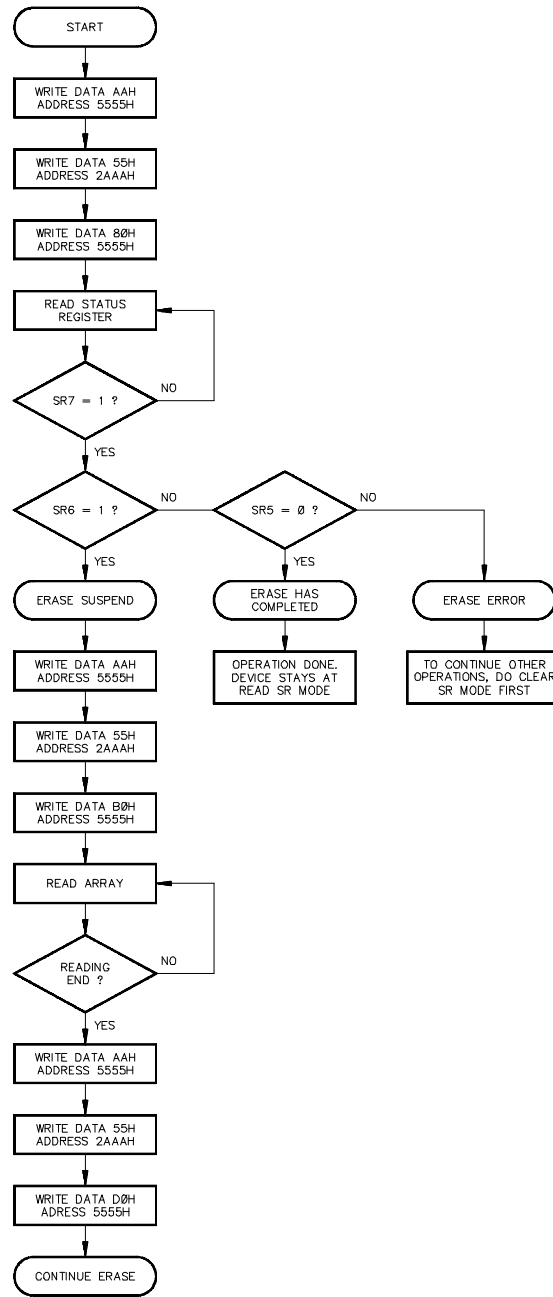 START
WRITE DATA AAH
ADDRESS 5555H
WRITE DATA 55H
ADDRESS 2AAAH
WRITE DATA 80H
ADDRESS 5555H
READ STATUS
REGISTER
SR7 = 1 ?
NO
YES
SR6 = 1 ?
NO
SR5 = 0 ?
NO
YES
YES
ERASE SUSPEND
ERASE HAS
COMPLETED
ERASE ERROR
WRITE DATA AAH
ADDRESS 5555H
OPERATION DONE.
DEVICE STAYS AT
READ SR MODE
TO CONTINUE OTHER
OPERATIONS, DO CLEAR
SR MODE FIRST
WRITE DATA 55H
ADDRESS 2AAAH
WRITE DATA B0H
ADDRESS 5555H
READ ARRAY
READING
END ?
NO
YES
WRITE DATA AAH
ADDRESS 5555H
WRITE DATA 55H
ADDRESS 2AAAH
WRITE DATA D0H
ADRESS 5555H
CONTINUE ERASE